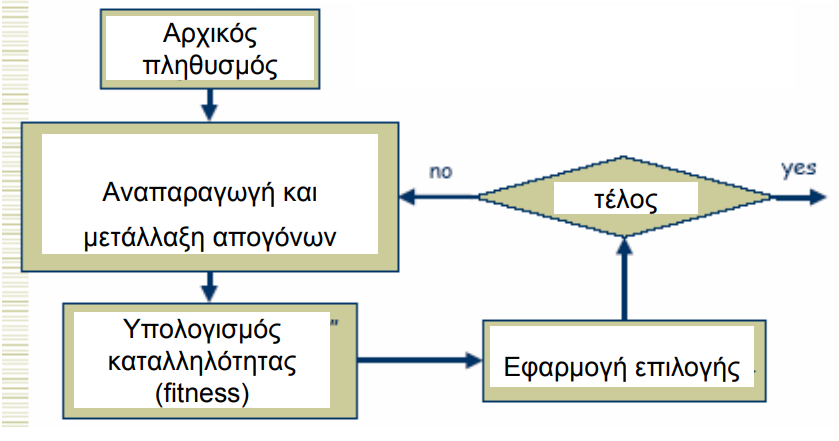 Αρχικός
πληθυσμός
Αναπαραγωγή και
μετάλλαξη απογόνων
Υπολογισμός
καταλληλότητας
(fitness)
Εφαρμογή επιλογής
τέλος
no
yes